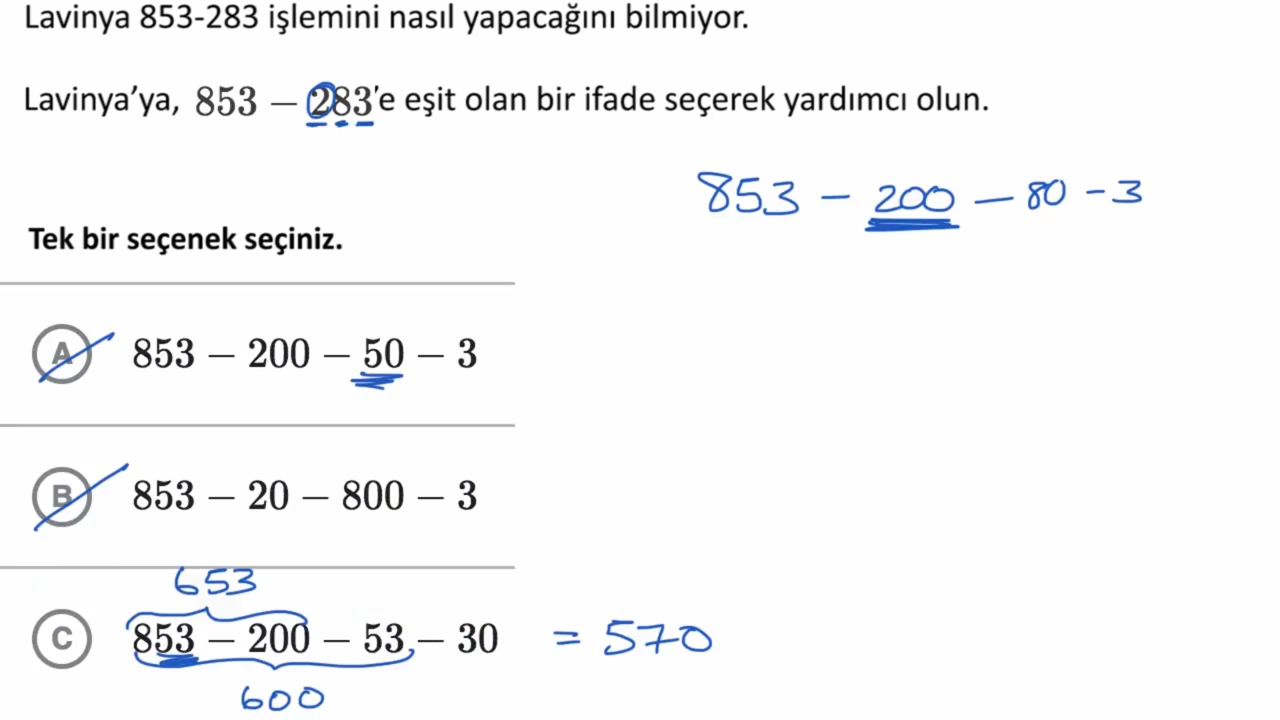 Lavinya 853-283 işlemini nasıl yapacağını bilmiyor.
Lavinya'ya, 853 − 283'e eşit olan bir ifade seçerek yardımcı olun.
853 − 200 − 80 − 3
Tek bir seçenek seçiniz.
A 853 − 200 − 50 − 3
B 853 − 20 − 800 − 3
653
C 853 − 200 − 53 − 30 = 570
600